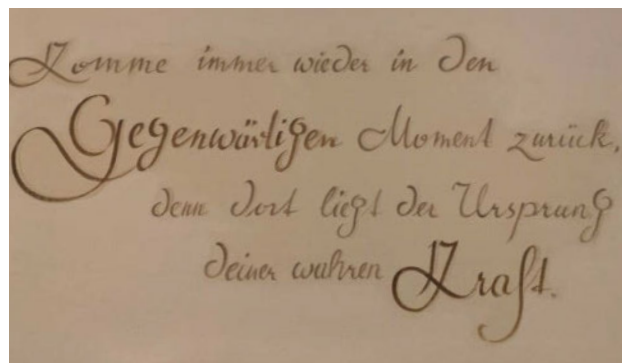 Komme immer wieder in den
Gegenwärtigen Moment zurück,
denn dort liegt der Ursprung
deiner wahren Kraft.